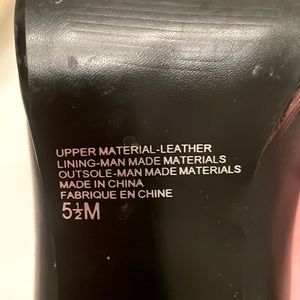 UPPER MATERIAL-LEATHER
LINING-MAN MADE MATERIALS
OUTSOLE-MAN MADE MATERIALS
MADE IN CHINA
FABRIQUE EN CHINE
5½M